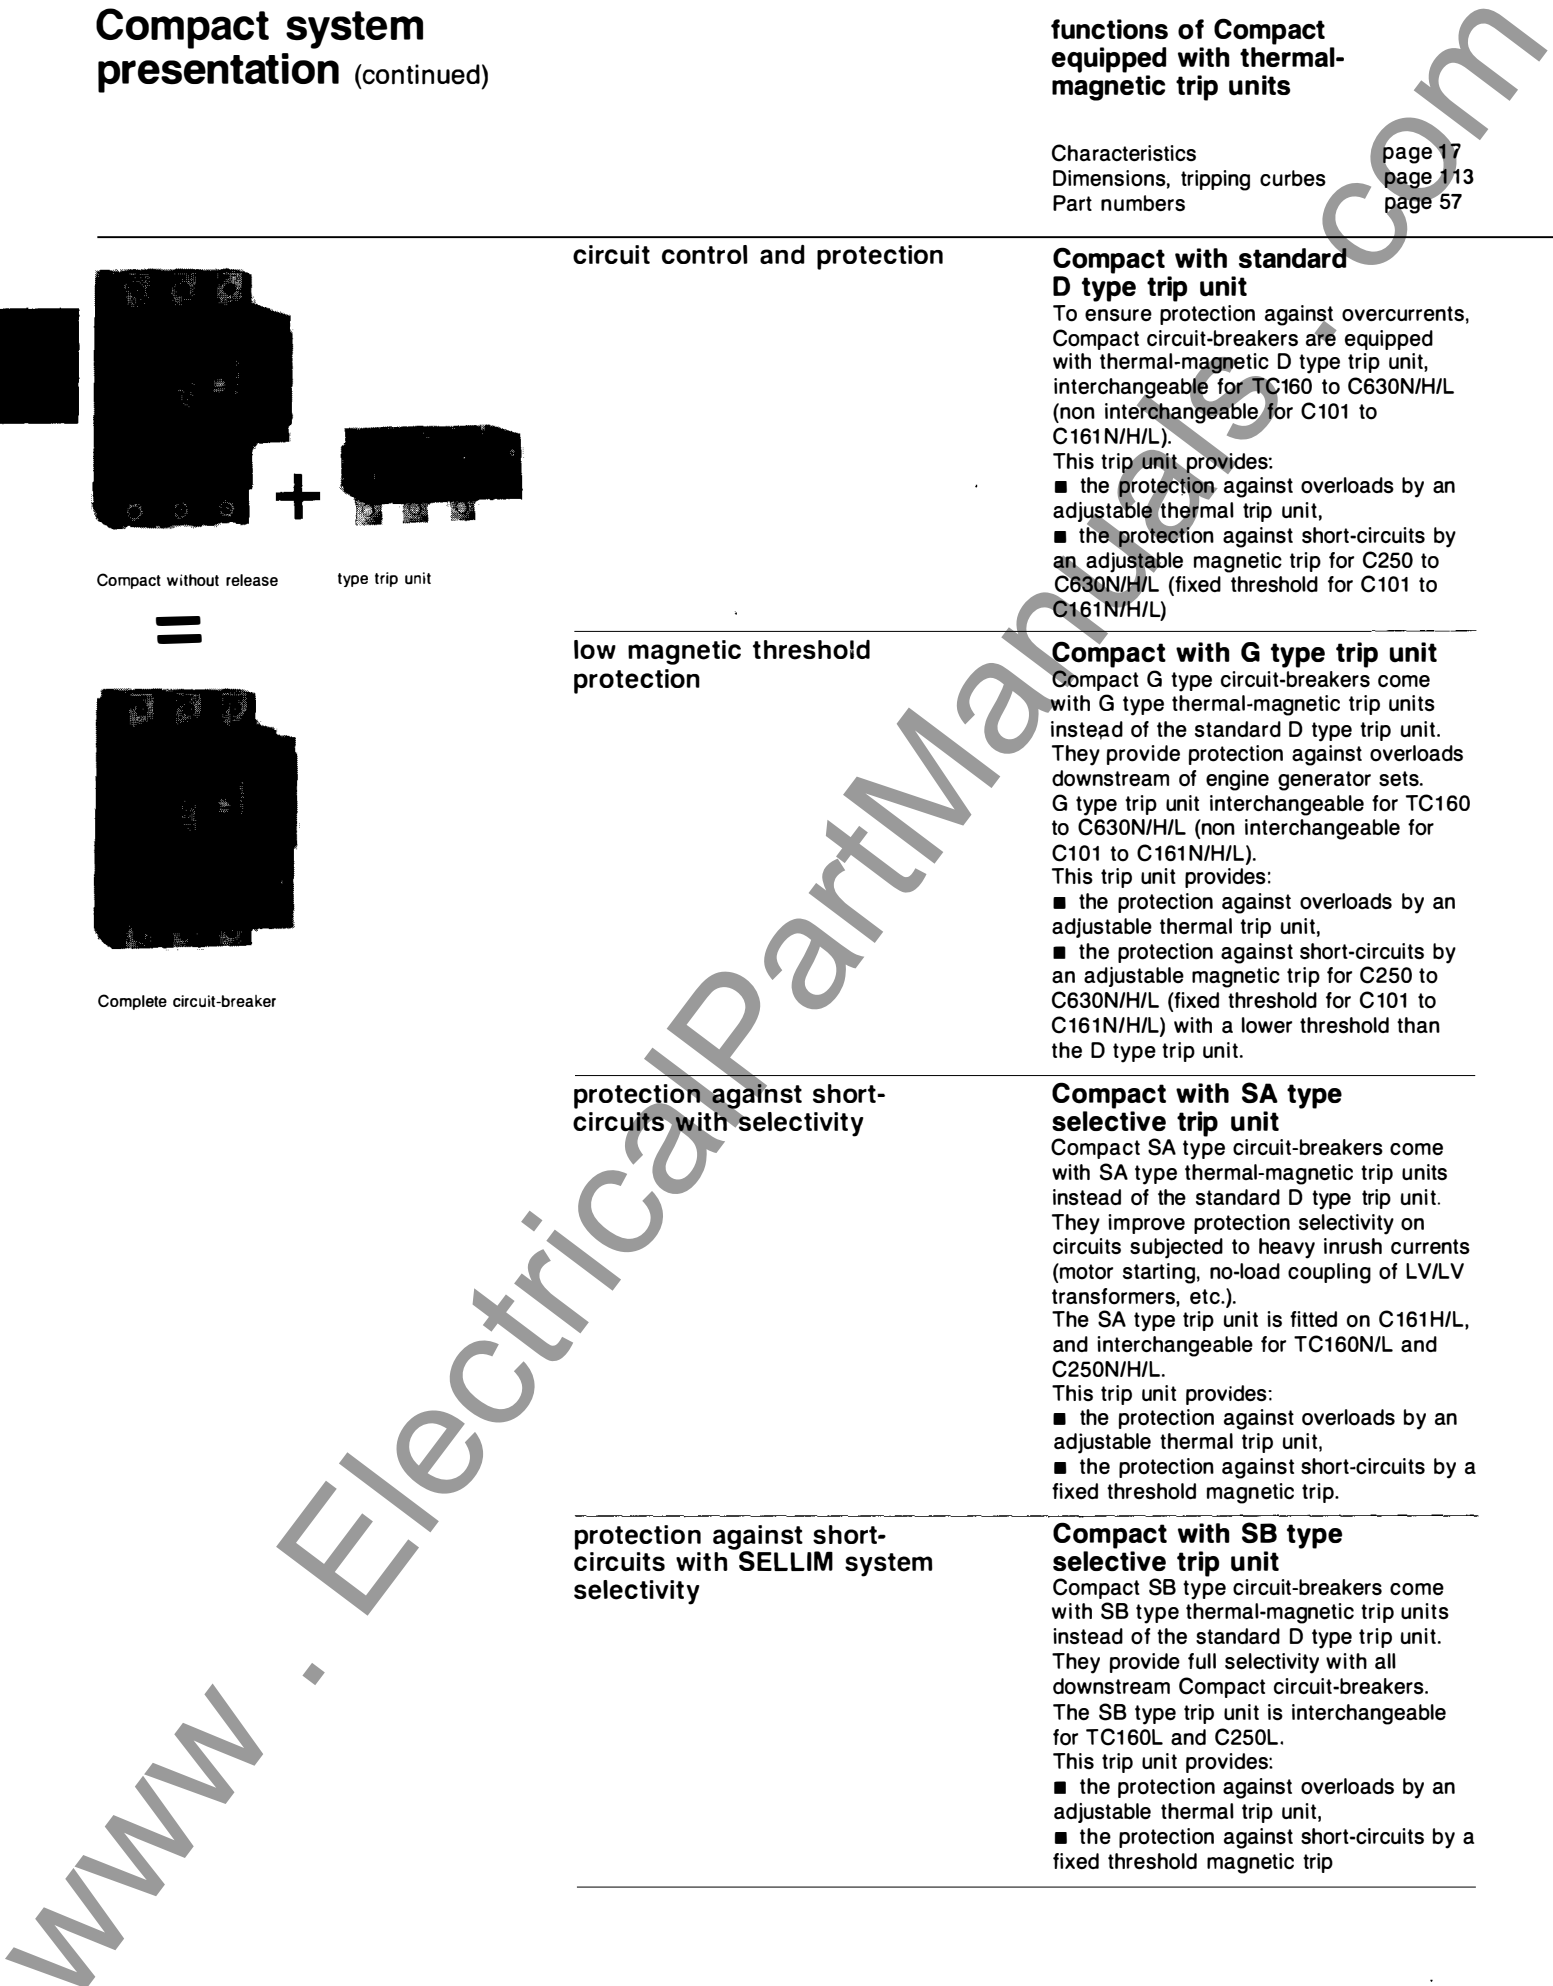 Compact system
presentation (continued)
functions of Compact
equipped with thermal-
magnetic trip units
Characteristics page 17
Dimensions, tripping curbes page 113
Part numbers page 57
Compact without release
type trip unit
Complete circuit-breaker
circuit control and protection
Compact with standard
D type trip unit
To ensure protection against overcurrents,
Compact circuit-breakers are equipped
with thermal-magnetic D type trip unit,
interchangeable for TC160 to C630N/H/L
(non interchangeable for C101 to
C161N/H/L).
This trip unit provides:
■ the protection against overloads by an
adjustable thermal trip unit,
■ the protection against short-circuits by
an adjustable magnetic trip for C250 to
C630N/H/L (fixed threshold for C101 to
C161N/H/L)
low magnetic threshold
protection
Compact with G type trip unit
Compact G type circuit-breakers come
with G type thermal-magnetic trip units
instead of the standard D type trip unit.
They provide protection against overloads
downstream of engine generator sets.
G type trip unit interchangeable for TC160
to C630N/H/L (non interchangeable for
C101 to C161N/H/L).
This trip unit provides:
■ the protection against overloads by an
adjustable thermal trip unit,
■ the protection against short-circuits by
an adjustable magnetic trip for C250 to
C630N/H/L (fixed threshold for C101 to
C161N/H/L) with a lower threshold than
the D type trip unit.
protection against short-
circuits with selectivity
Compact with SA type
selective trip unit
Compact SA type circuit-breakers come
with SA type thermal-magnetic trip units
instead of the standard D type trip unit.
They improve protection selectivity on
circuits subjected to heavy inrush currents
(motor starting, no-load coupling of LV/LV
transformers, etc.).
The SA type trip unit is fitted on C161H/L,
and interchangeable for TC160N/L and
C250N/H/L.
This trip unit provides:
■ the protection against overloads by an
adjustable thermal trip unit,
■ the protection against short-circuits by a
fixed threshold magnetic trip.
protection against short-
circuits with SELLIM system
selectivity
Compact with SB type
selective trip unit
Compact SB type circuit-breakers come
with SB type thermal-magnetic trip units
instead of the standard D type trip unit.
They provide full selectivity with all
downstream Compact circuit-breakers.
The SB type trip unit is interchangeable
for TC160L and C250L.
This trip unit provides:
■ the protection against overloads by an
adjustable thermal trip unit,
■ the protection against short-circuits by a
fixed threshold magnetic trip
www . ElectricalPartManuals . com